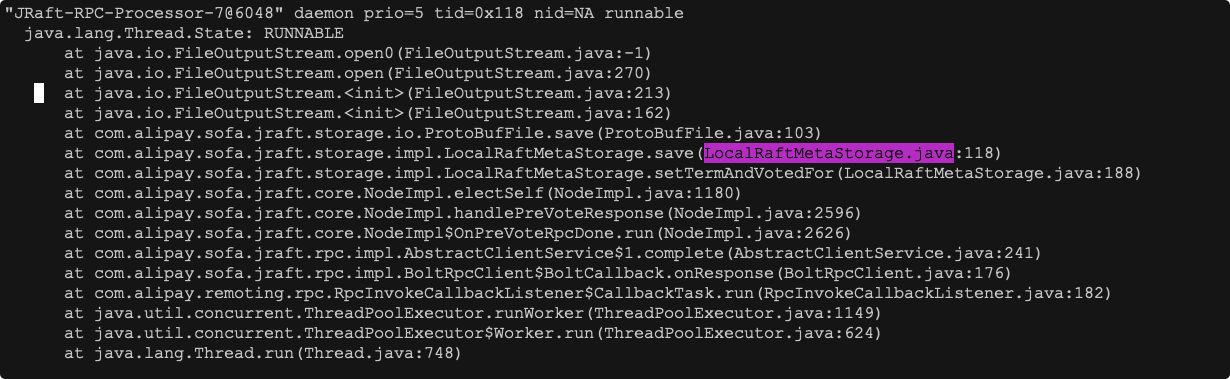 "JRaft-RPC-Processor-7@6048" daemon prio=5 tid=0x118 nid=NA runnable
java.lang.Thread.State: RUNNABLE
at java.io.FileOutputStream.open0(FileOutputStream.java:-1)
at java.io.FileOutputStream.open(FileOutputStream.java:270)
at java.io.FileOutputStream.<init>(FileOutputStream.java:213)
at java.io.FileOutputStream.<init>(FileOutputStream.java:162)
at com.alipay.sofa.jraft.storage.io.ProtoBufFile.save(ProtoBufFile.java:103)
at com.alipay.sofa.jraft.storage.impl.LocalRaftMetaStorage.save(LocalRaftMetaStorage.java:118)
at com.alipay.sofa.jraft.storage.impl.LocalRaftMetaStorage.setTermAndVotedFor(LocalRaftMetaStorage.java:188)
at com.alipay.sofa.jraft.core.NodeImpl.electSelf(NodeImpl.java:1180)
at com.alipay.sofa.jraft.core.NodeImpl.handlePreVoteResponse(NodeImpl.java:2596)
at com.alipay.sofa.jraft.core.NodeImpl$OnPreVoteRpcDone.run(NodeImpl.java:2626)
at com.alipay.sofa.jraft.rpc.impl.AbstractClientService$1.complete(AbstractClientService.java:241)
at com.alipay.sofa.jraft.rpc.impl.BoltRpcClient$BoltCallback.onResponse(BoltRpcClient.java:176)
at com.alipay.remoting.rpc.RpcInvokeCallbackListener$CallbackTask.run(RpcInvokeCallbackListener.java:182)
at java.util.concurrent.ThreadPoolExecutor.runWorker(ThreadPoolExecutor.java:1149)
at java.util.concurrent.ThreadPoolExecutor$Worker.run(ThreadPoolExecutor.java:624)
at java.lang.Thread.run(Thread.java:748)